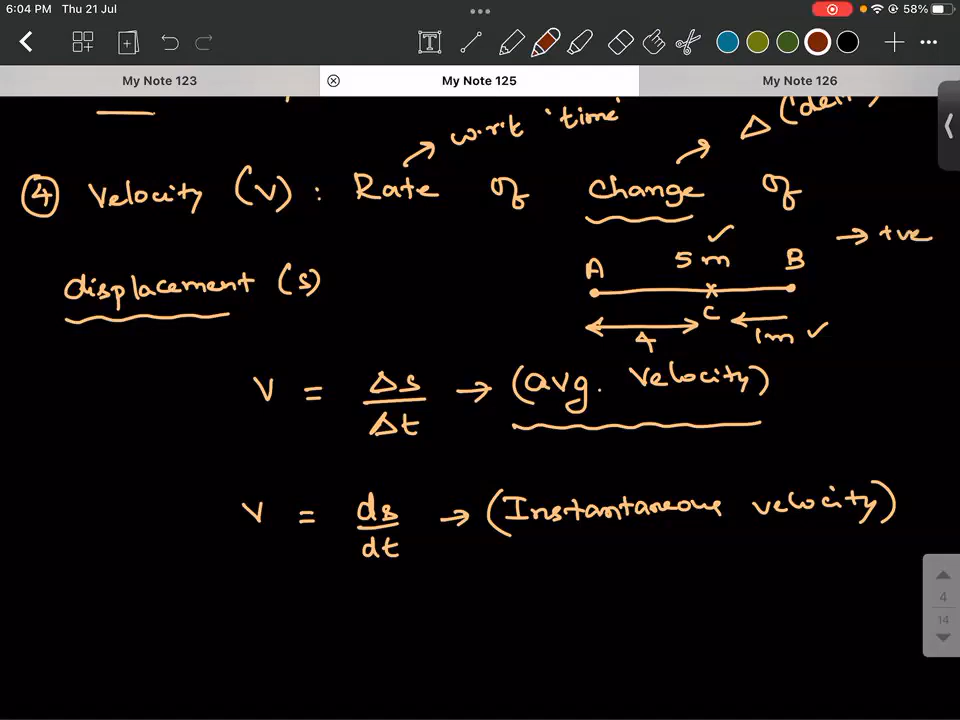 6:04 PM Thu 21 Jul
58%
My Note 123
My Note 125
My Note 126
w.r.t 'time'
Δ
④ Velocity (v) : Rate of change of
→ +ve
displacement (s)
A 5 m ✓ B
C
4
1m ✓
V = Δs/Δt → (avg. velocity)
V = ds/dt → (Instantaneous velocity)
4
14